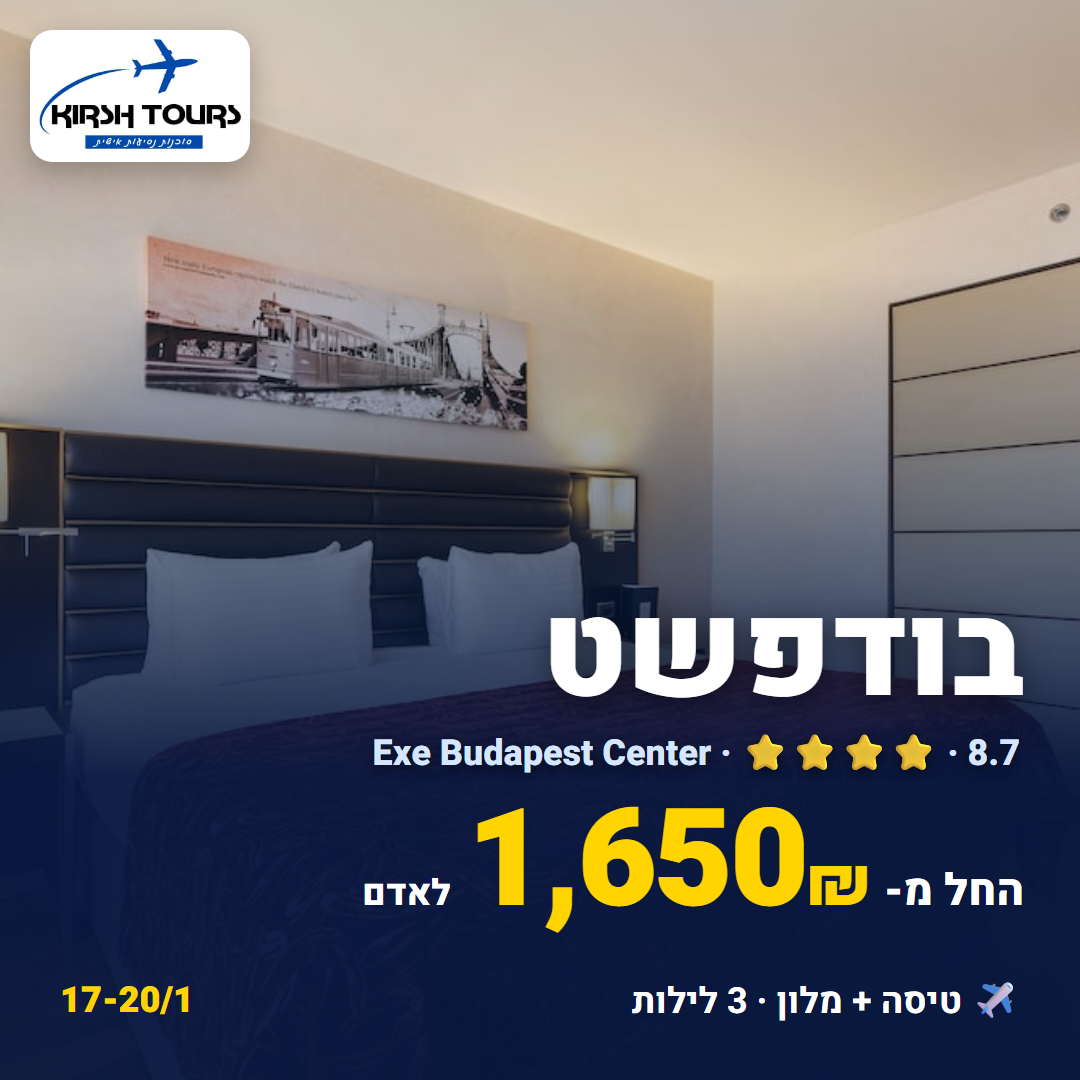 KIRSH TOURS
סוכנות נסיעות אישית
בודפשט
Exe Budapest Center · ⭐⭐⭐⭐ · 8.7
החל מ- ₪1,650 לאדם
✈️ טיסה + מלון · 3 לילות
17-20/1